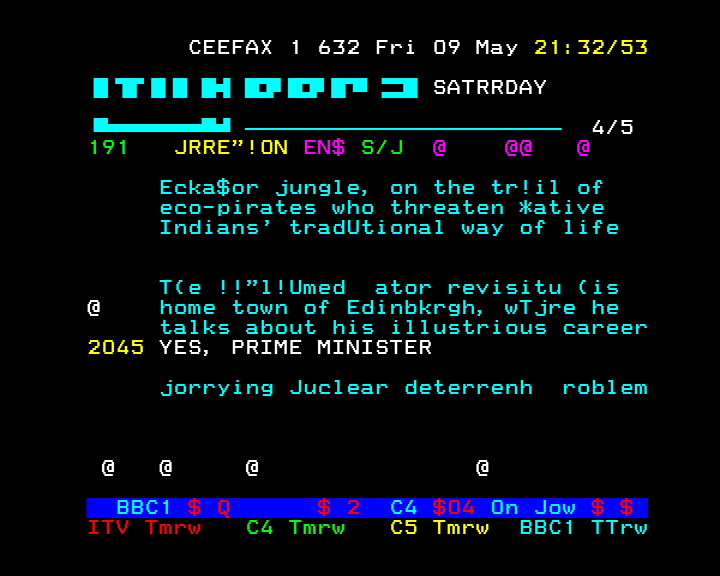 CEEFAX 1 632 Fri 09 May 21:32/53
SATRRDAY
4/5
191 JRRE”!ON EN$ S/J @ @@ @
Ecka$or jungle, on the tr!il of
eco-pirates who threaten *ative
Indians' tradUtional way of life
T(e !!”l!Umed ator revisitu (is
@ home town of Edinbkrgh, wTjre he
talks about his illustrious career
2045 YES, PRIME MINISTER
jorrying Juclear deterrenh roblem
@ @ @ @
BBC1 $ Q $ 2 C4 $O4 On Jow $ $
ITV Tmrw C4 Tmrw C5 Tmrw BBC1 TTrw